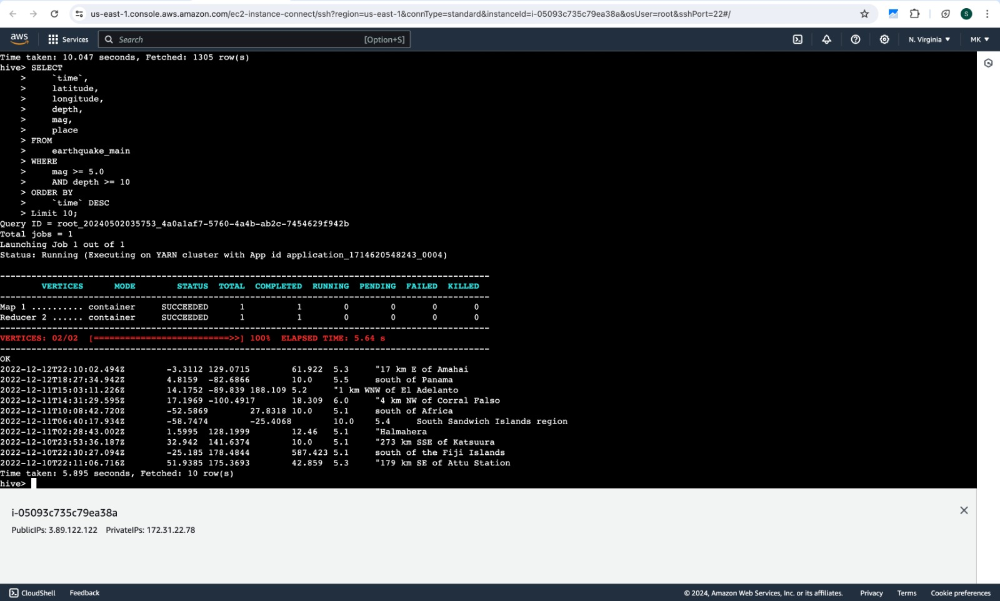 us-east-1.console.aws.amazon.com/ec2-instance-connect/ssh?region=us-east-1&connType=standard&instanceId=i-05093c735c79ea38a&osUser=root&sshPort=22#/
S
aws Services Search [Option+S] N. Virginia ▼ MK ▼
Time taken: 10.047 seconds, Fetched: 1305 row(s)
hive> SELECT
    >     `time`,
    >     latitude,
    >     longitude,
    >     depth,
    >     mag,
    >     place
    > FROM
    >     earthquake_main
    > WHERE
    >     mag >= 5.0
    >     AND depth >= 10
    > ORDER BY
    >     `time` DESC
    > Limit 10;
Query ID = root_20240502035753_4a0a1af7-5760-4a4b-ab2c-7454629f942b
Total jobs = 1
Launching Job 1 out of 1
Status: Running (Executing on YARN cluster with App id application_1714620548243_0004)
----------------------------------------------------------------------------------------------
        VERTICES      MODE        STATUS  TOTAL  COMPLETED  RUNNING  PENDING  FAILED  KILLED
----------------------------------------------------------------------------------------------
Map 1 .......... container     SUCCEEDED      1          1        0        0       0       0
Reducer 2 ...... container     SUCCEEDED      1          1        0        0       0       0
----------------------------------------------------------------------------------------------
VERTICES: 02/02  [==========================>>] 100%  ELAPSED TIME: 5.64 s
----------------------------------------------------------------------------------------------
OK
2022-12-12T22:10:02.494Z        -3.3112 129.0715        61.922  5.3     "17 km E of Amahai
2022-12-12T18:27:34.942Z        4.8159  -82.6866        10.0    5.5     south of Panama
2022-12-11T15:03:11.226Z        14.1752 -89.839 188.109 5.2     "1 km WNW of El Adelanto
2022-12-11T14:31:29.595Z        17.1969 -100.4917       18.309  6.0     "4 km NW of Corral Falso
2022-12-11T10:08:42.720Z        -52.5869        27.8318 10.0    5.1     south of Africa
2022-12-11T06:40:17.934Z        -58.7474        -25.4068        10.0    5.4     South Sandwich Islands region
2022-12-11T02:28:43.002Z        1.5995  128.1999        12.46   5.1     "Halmahera
2022-12-10T23:53:36.187Z        32.942  141.6374        10.0    5.1     "273 km SSE of Katsuura
2022-12-10T22:30:27.094Z        -25.185 178.4844        587.423 5.1     south of the Fiji Islands
2022-12-10T22:11:06.716Z        51.9385 175.3693        42.859  5.3     "179 km SE of Attu Station
Time taken: 5.895 seconds, Fetched: 10 row(s)
hive>
i-05093c735c79ea38a
PublicIPs: 3.89.122.122 PrivateIPs: 172.31.22.78
CloudShell Feedback © 2024, Amazon Web Services, Inc. or its affiliates. Privacy Terms Cookie preferences